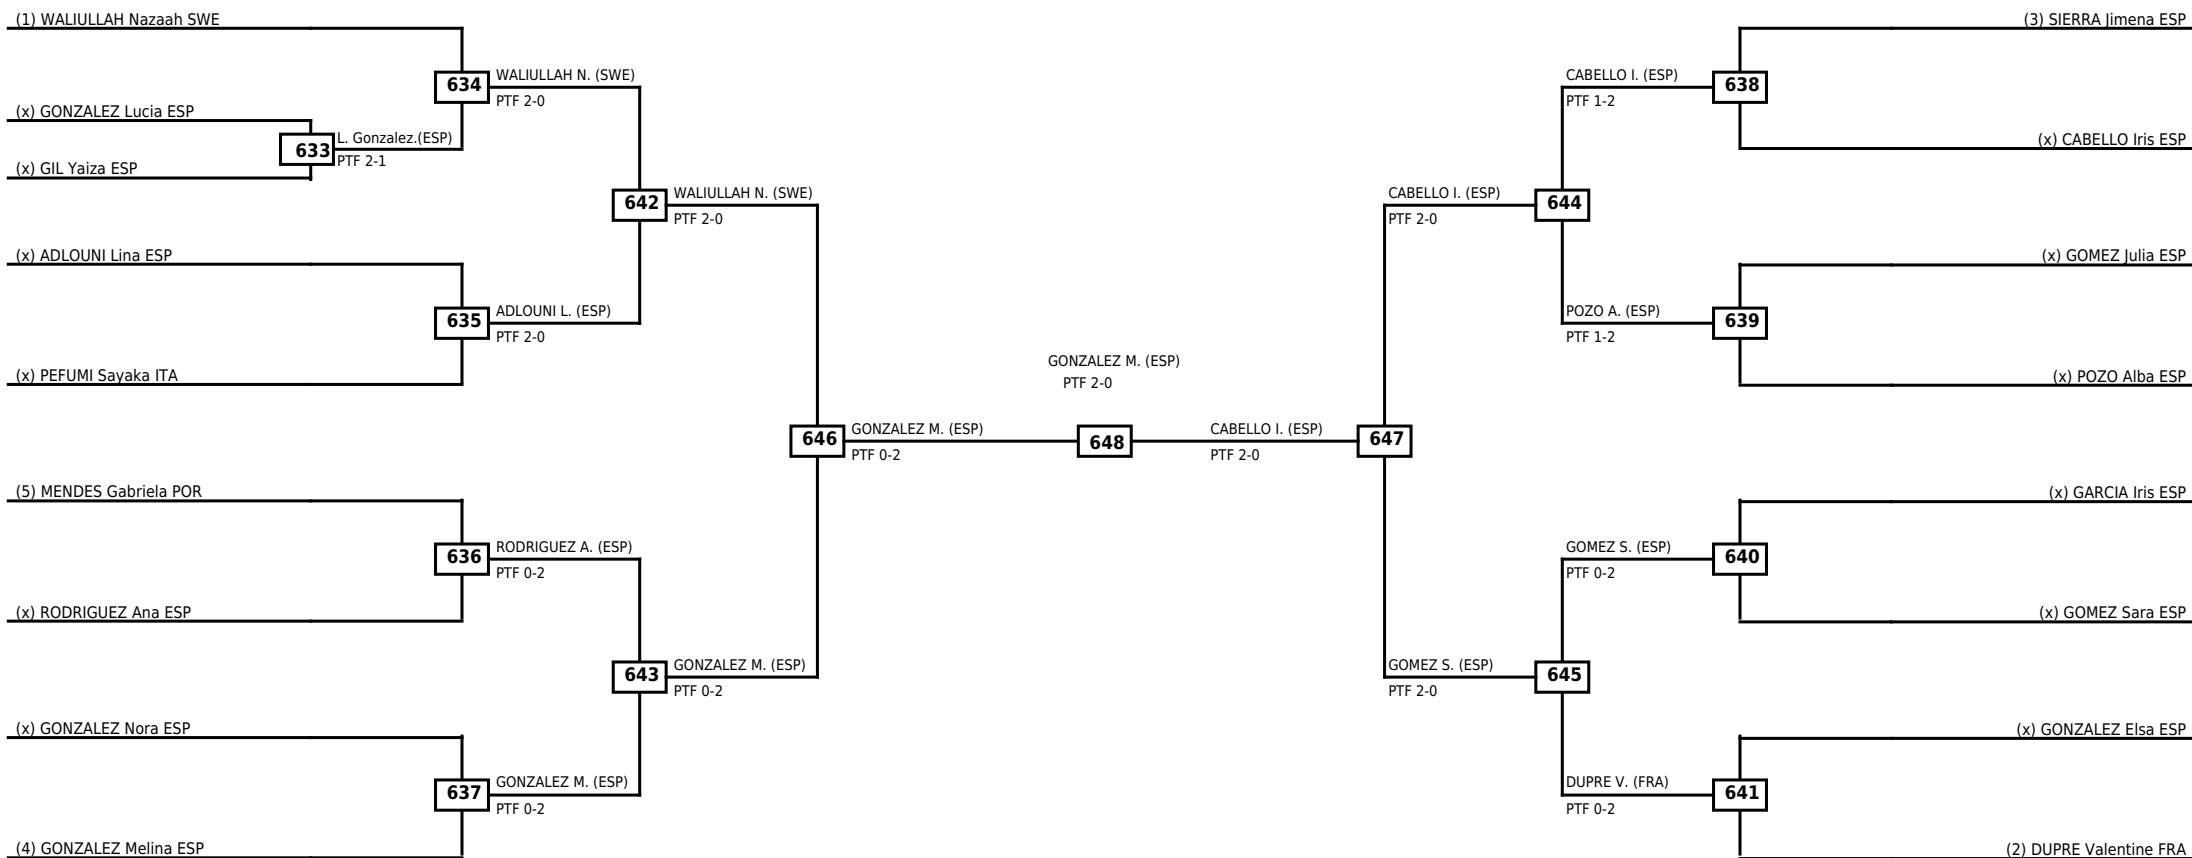 (1) WALIULLAH Nazaah SWE
(3) SIERRA Jimena ESP
634
WALIULLAH N. (SWE)
PTF 2-0
CABELLO I. (ESP)
PTF 1-2
638
(x) GONZALEZ Lucia ESP
633
L. Gonzalez.(ESP)
PTF 2-1
(x) CABELLO Iris ESP
(x) GIL Yaiza ESP
642
WALIULLAH N. (SWE)
PTF 2-0
CABELLO I. (ESP)
PTF 2-0
644
(x) ADLOUNI Lina ESP
(x) GOMEZ Julia ESP
635
ADLOUNI L. (ESP)
PTF 2-0
POZO A. (ESP)
PTF 1-2
639
(x) PEFUMI Sayaka ITA
(x) POZO Alba ESP
GONZALEZ M. (ESP)
PTF 2-0
646
GONZALEZ M. (ESP)
PTF 0-2
648
CABELLO I. (ESP)
PTF 2-0
647
(5) MENDES Gabriela POR
(x) GARCIA Iris ESP
636
RODRIGUEZ A. (ESP)
PTF 0-2
GOMEZ S. (ESP)
PTF 0-2
640
(x) RODRIGUEZ Ana ESP
(x) GOMEZ Sara ESP
643
GONZALEZ M. (ESP)
PTF 0-2
GOMEZ S. (ESP)
PTF 2-0
645
(x) GONZALEZ Nora ESP
(x) GONZALEZ Elsa ESP
637
GONZALEZ M. (ESP)
PTF 0-2
DUPRE V. (FRA)
PTF 0-2
641
(4) GONZALEZ Melina ESP
(2) DUPRE Valentine FRA